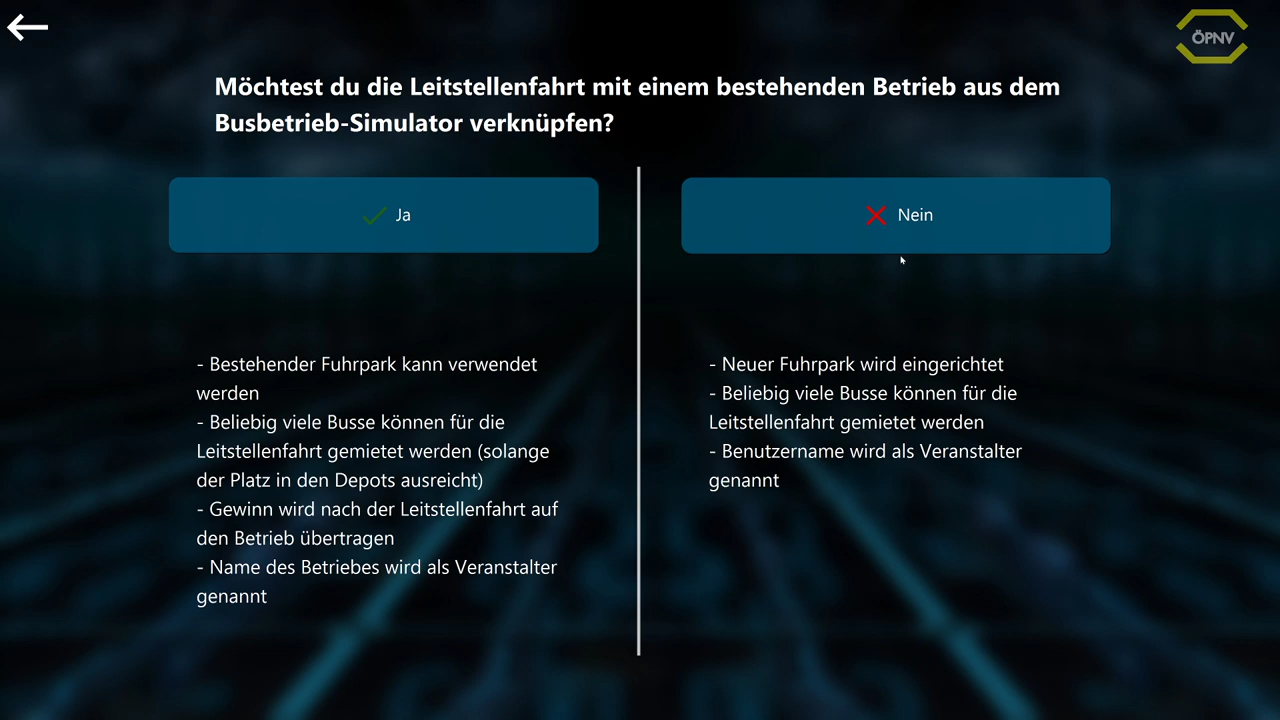 ÖPNV
Möchtest du die Leitstellenfahrt mit einem bestehenden Betrieb aus dem
Busbetrieb-Simulator verknüpfen?
Ja
- Bestehender Fuhrpark kann verwendet
werden
- Beliebig viele Busse können für die
Leitstellenfahrt gemietet werden (solange
der Platz in den Depots ausreicht)
- Gewinn wird nach der Leitstellenfahrt auf
den Betrieb übertragen
- Name des Betriebes wird als Veranstalter
genannt
Nein
- Neuer Fuhrpark wird eingerichtet
- Beliebig viele Busse können für die
Leitstellenfahrt gemietet werden
- Benutzername wird als Veranstalter
genannt